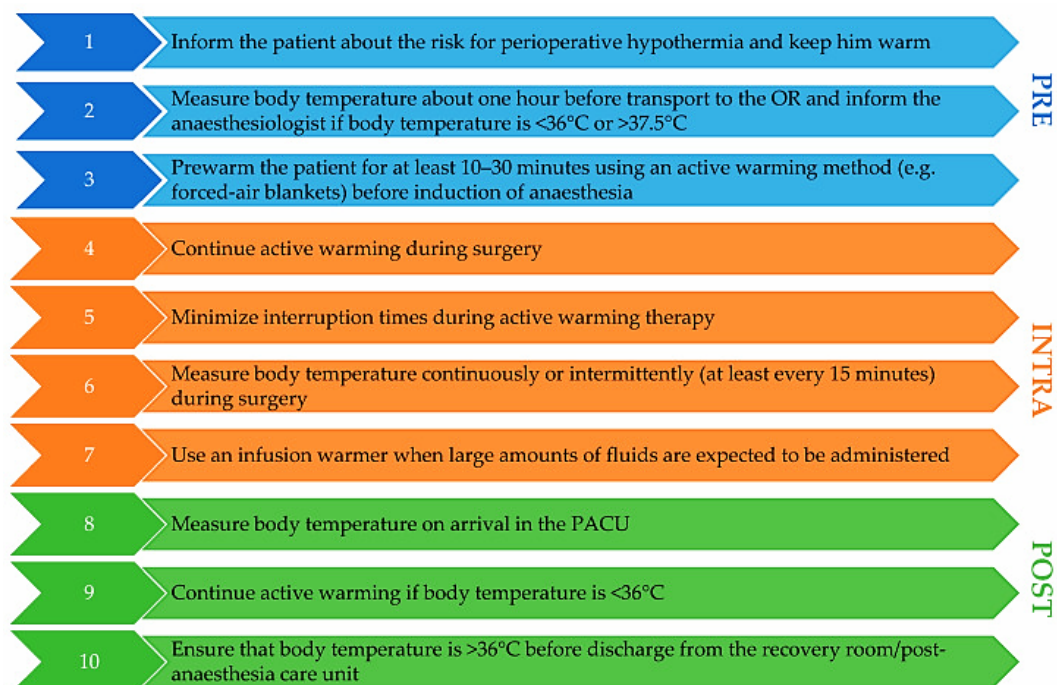 1
Inform the patient about the risk for perioperative hypothermia and keep him warm
2
Measure body temperature about one hour before transport to the OR and inform the
anaesthesiologist if body temperature is <36°C or >37.5°C
3
Prewarm the patient for at least 10–30 minutes using an active warming method (e.g.
forced-air blankets) before induction of anaesthesia
PRE
4
Continue active warming during surgery
5
Minimize interruption times during active warming therapy
6
Measure body temperature continuously or intermittently (at least every 15 minutes)
during surgery
7
Use an infusion warmer when large amounts of fluids are expected to be administered
INTRA
8
Measure body temperature on arrival in the PACU
9
Continue active warming if body temperature is <36°C
10
Ensure that body temperature is >36°C before discharge from the recovery room/post-
anaesthesia care unit
POST